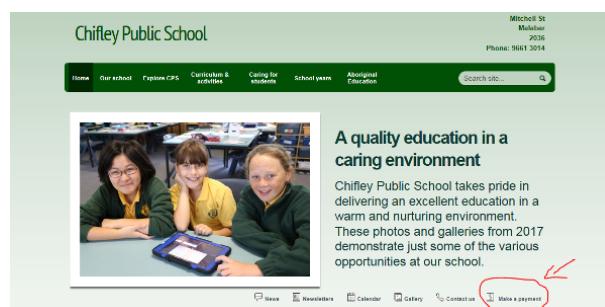 Chifley Public School
Mitchell St
Malabar
2036
Phone: 9661 3014
Home Our school Explore CPS Curriculum & activities Caring for students School years Aboriginal Education Search site...
A quality education in a
caring environment
Chifley Public School takes pride in
delivering an excellent education in a
warm and nurturing environment.
These photos and galleries from 2017
demonstrate just some of the various
opportunities at our school.
News Newsletters Calendar Gallery Contact us Make a payment